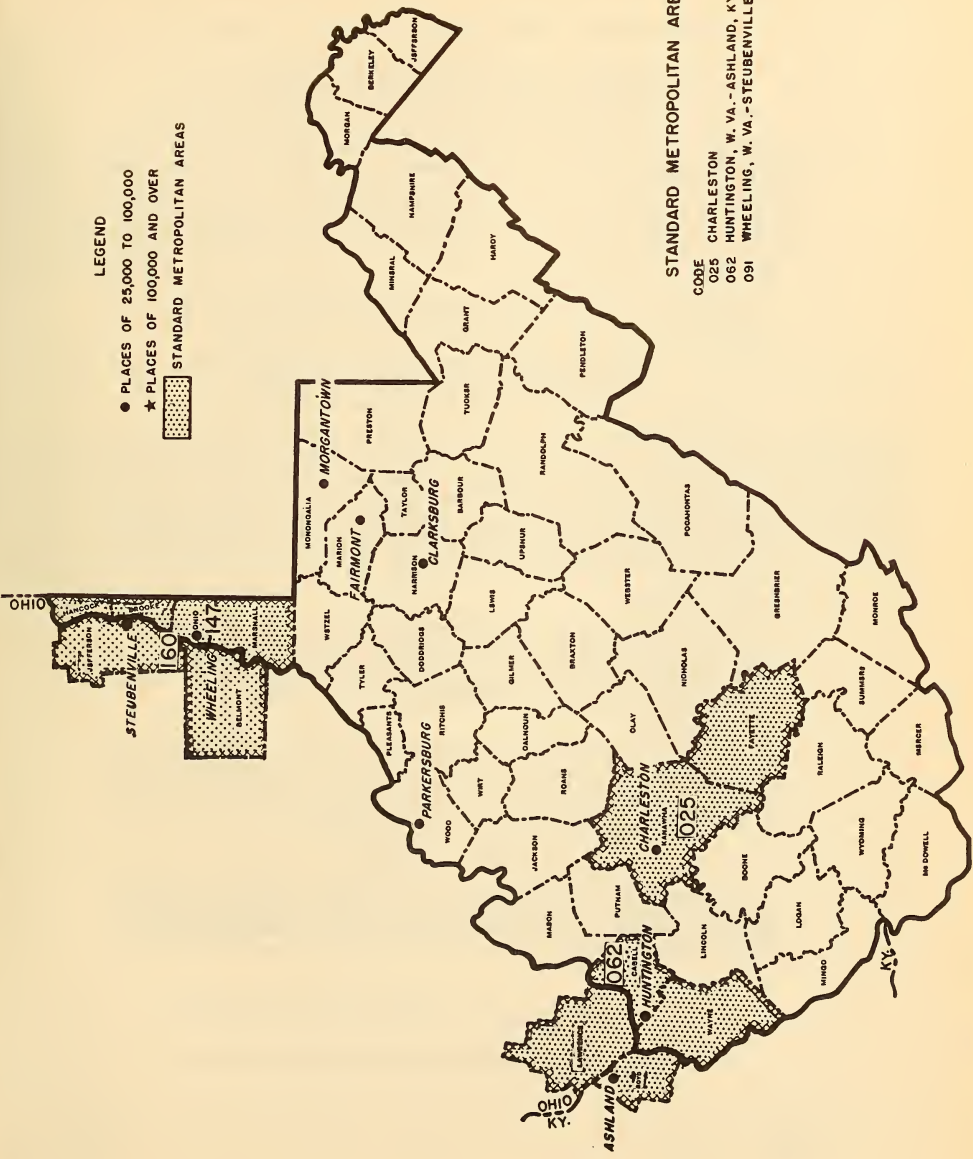 LEGEND
● PLACES OF 25,000 TO 100,000
★ PLACES OF 100,000 AND OVER
STANDARD METROPOLITAN AREAS
STANDARD METROPOLITAN ARE
CODE
025 CHARLESTON
062 HUNTINGTON, W. VA.-ASHLAND, KY
091 WHEELING, W. VA.-STEUBENVILLE
OHIO
HANCOCK
BROOKE
JEFFERSON
STEUBENVILLE
160
OHIO
147
WHEELING
BELMONT
MARSHALL
MORGAN
BERKELEY
JEFFERSON
HAMPSHIRE
MINERAL
HARDY
GRANT
PENDLETON
MONONGALIA
MORGANTOWN
PRESTON
MARION
FAIRMONT
TAYLOR
TUCKER
WETZEL
HARRISON
CLARKSBURG
BARBOUR
RANDOLPH
TYLER
DODDRIDGE
LEWIS
UPSHUR
PLEASANTS
RITCHIE
GILMER
BRAXTON
WEBSTER
POCAHONTAS
PARKERSBURG
WOOD
WIRT
CALHOUN
ROANE
CLAY
NICHOLAS
GREENBRIER
JACKSON
MASON
PUTNAM
CHARLESTON
KANAWHA
025
FAYETTE
MONROE
SUMMERS
RALEIGH
MERCER
BOONE
WYOMING
MC DOWELL
LINCOLN
LOGAN
MINGO
062
CABELL
HUNTINGTON
WAYNE
LAWRENCE
BOYD
ASHLAND
OHIO
KY.
KY.